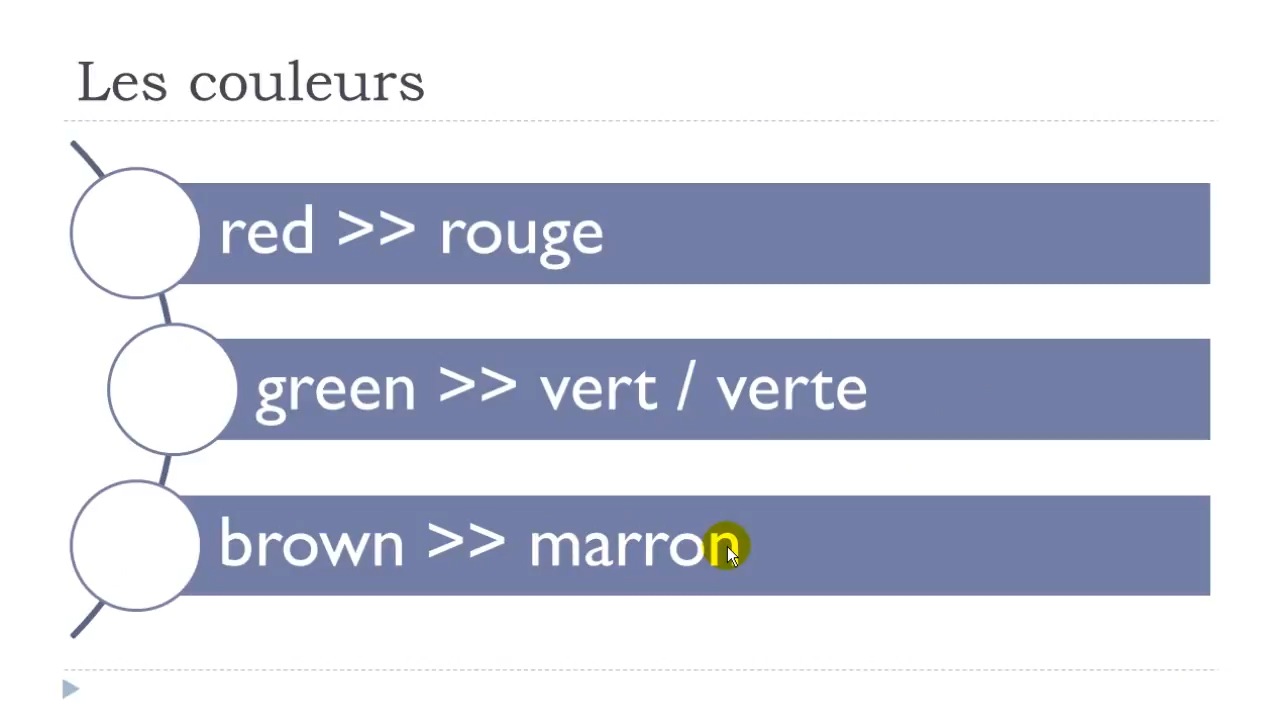 Les couleurs
red >> rouge
green >> vert / verte
brown >> marron